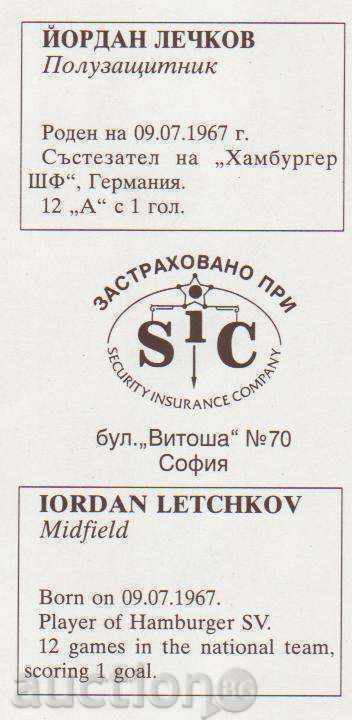 ЙОРДАН ЛЕЧКОВ
Полузащитник
Роден на 09.07.1967 г.
Състезател на „Хамбургер
ШФ“, Германия.
12 „А“ с 1 гол.
ЗАСТРАХОВАНО ПРИ
SiC
SECURITY INSURANCE COMPANY
бул.„Витоша“ №70
София
IORDAN LETCHKOV
Midfield
Born on 09.07.1967.
Player of Hamburger SV.
12 games in the national team,
scoring 1 goal.
auction.BG